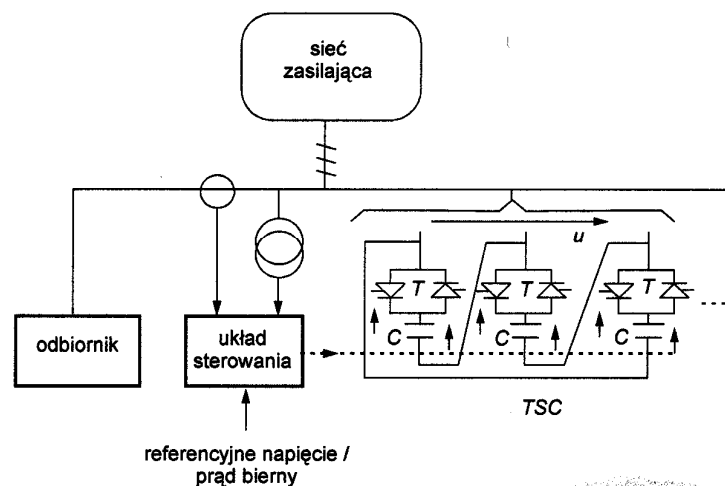 sieć
zasilająca
u
T
T
T
C
C
C
odbiornik
układ
sterowania
TSC
referencyjne napięcie /
prąd bierny